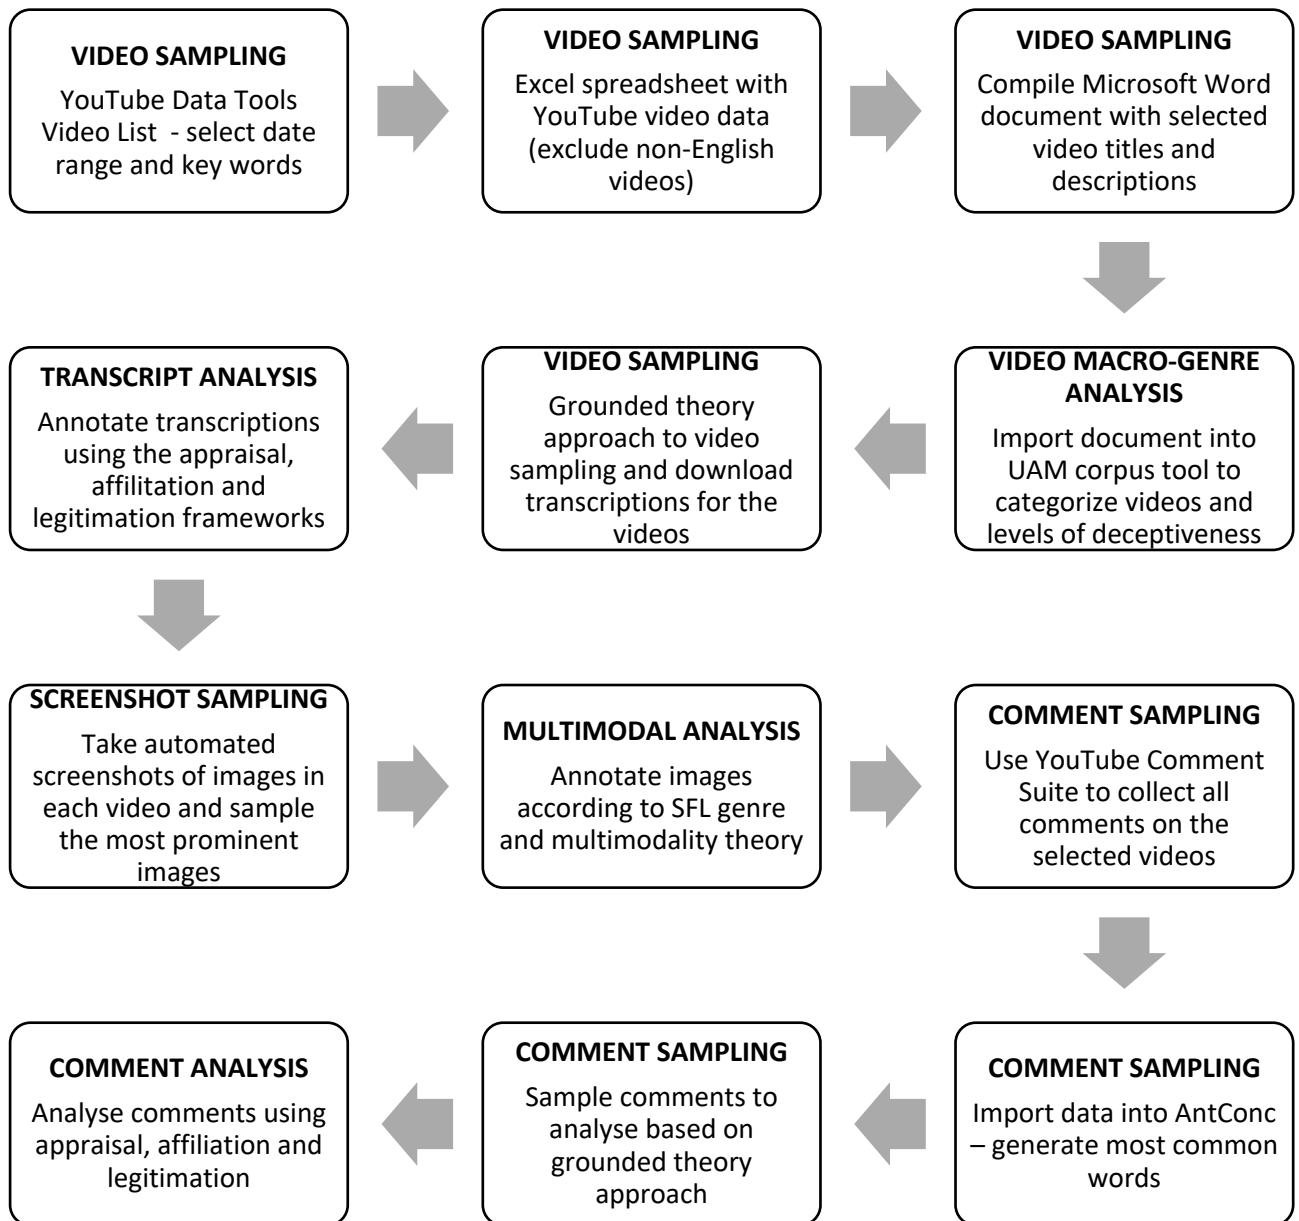 VIDEO SAMPLING
YouTube Data Tools
Video List - select date
range and key words
VIDEO SAMPLING
Excel spreadsheet with
YouTube video data
(exclude non-English
videos)
VIDEO SAMPLING
Compile Microsoft Word
document with selected
video titles and
descriptions
VIDEO MACRO-GENRE
ANALYSIS
Import document into
UAM corpus tool to
categorize videos and
levels of deceptiveness
VIDEO SAMPLING
Grounded theory
approach to video
sampling and download
transcriptions for the
videos
TRANSCRIPT ANALYSIS
Annotate transcriptions
using the appraisal,
affilitation and
legitimation frameworks
SCREENSHOT SAMPLING
Take automated
screenshots of images in
each video and sample
the most prominent
images
MULTIMODAL ANALYSIS
Annotate images
according to SFL genre
and multimodality theory
COMMENT SAMPLING
Use YouTube Comment
Suite to collect all
comments on the
selected videos
COMMENT SAMPLING
Import data into AntConc
– generate most common
words
COMMENT SAMPLING
Sample comments to
analyse based on
grounded theory
approach
COMMENT ANALYSIS
Analyse comments using
appraisal, affiliation and
legitimation